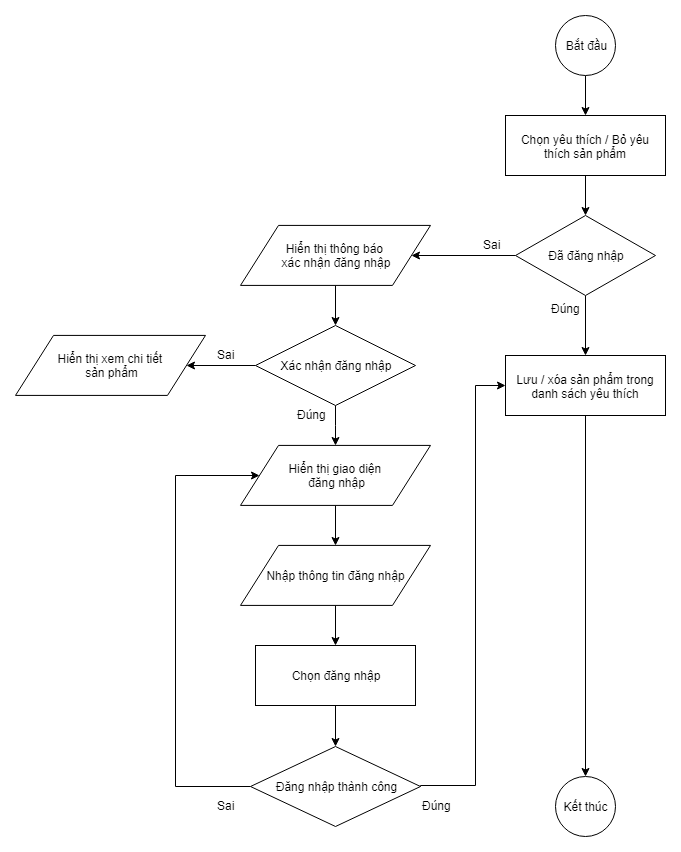 Bắt đầu
Chọn yêu thích / Bỏ yêu
thích sản phẩm
Đã đăng nhập
Sai
Đúng
Hiển thị thông báo
xác nhận đăng nhập
Xác nhận đăng nhập
Sai
Đúng
Hiển thị xem chi tiết
sản phẩm
Lưu / xóa sản phẩm trong
danh sách yêu thích
Hiển thị giao diện
đăng nhập
Nhập thông tin đăng nhập
Chọn đăng nhập
Đăng nhập thành công
Sai
Đúng
Kết thúc